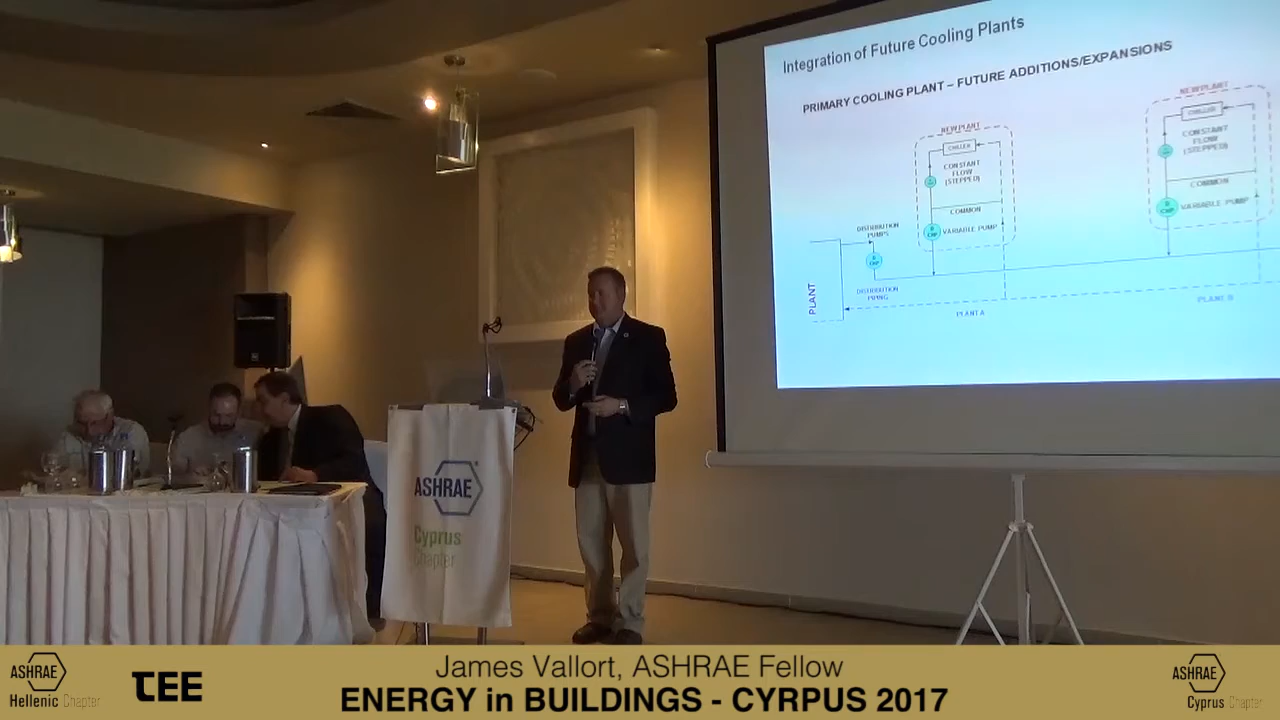 Integration of Future Cooling Plants
PRIMARY COOLING PLANT – FUTURE ADDITIONS/EXPANSIONS
NEW PLANT
CHILLER
CONSTANT
FLOW
(STEPPED)
COMMON
VARIABLE PUMP
NEW PLANT
CHILLER
CONSTANT
FLOW
(STEPPED)
COMMON
VARIABLE PUMP
DISTRIBUTION
PUMPS
DISTRIBUTION
PIPING
PLANT
PLANT A
PLANT B
ASHRAE
Cyprus
Chapter
ASHRAE
Hellenic Chapter
TEE
James Vallort, ASHRAE Fellow
ENERGY in BUILDINGS - CYRPUS 2017
ASHRAE
Cyprus Chapter